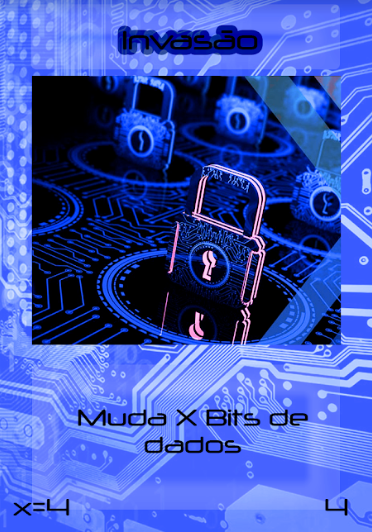 Invasão
Muda X Bits de
dados
x=4
4